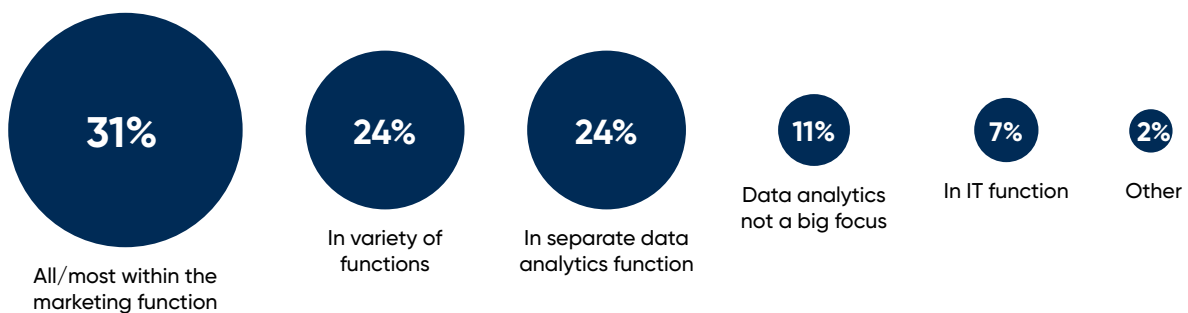 31%
All/most within the
marketing function
24%
In variety of
functions
24%
In separate data
analytics function
11%
Data analytics
not a big focus
7%
In IT function
2%
Other